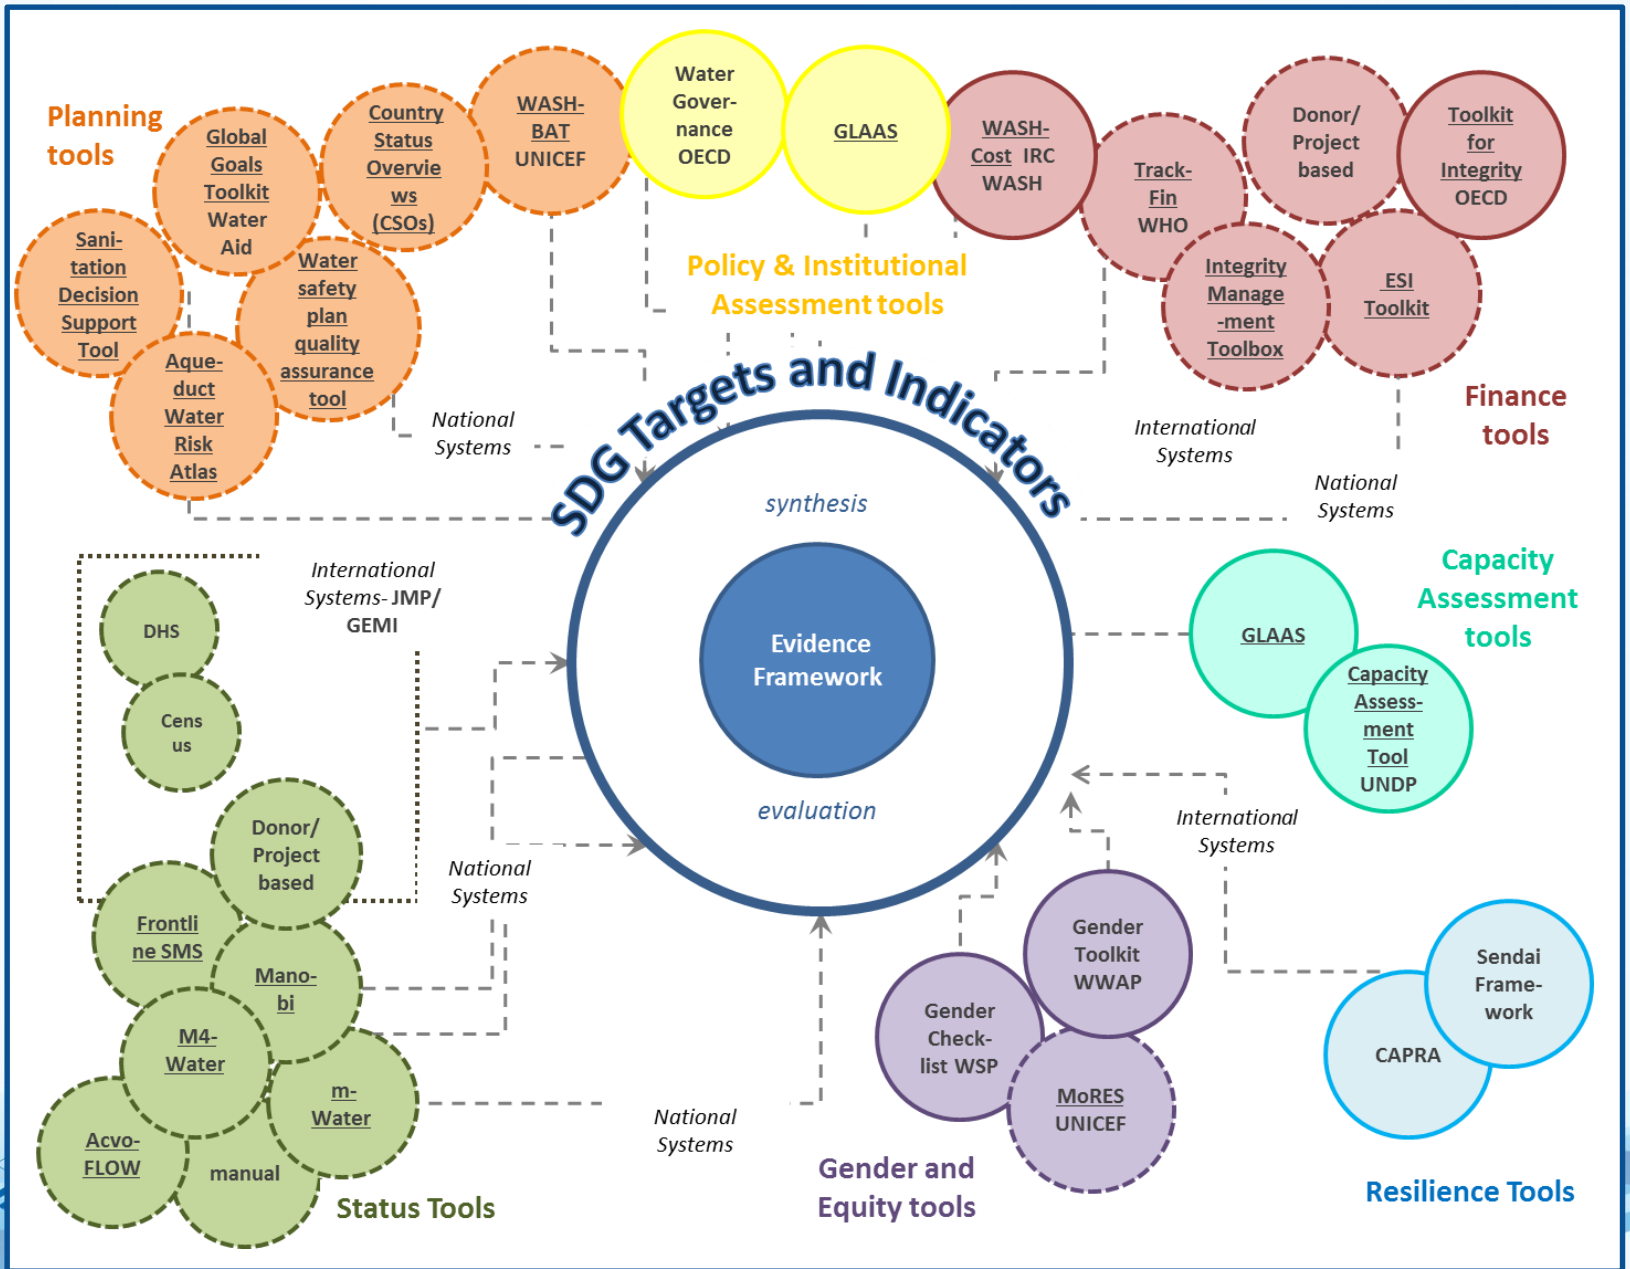 Planning
tools
Sani-
tation
Decision
Support
Tool
Global
Goals
Toolkit
Water
Aid
Country
Status
Overvie
ws
(CSOs)
WASH-
BAT
UNICEF
Water
safety
plan
quality
assurance
tool
Aque-
duct
Water
Risk
Atlas
Water
Gover-
nance
OECD
GLAAS
Policy & Institutional
Assessment tools
WASH-
Cost IRC
WASH
Track-
Fin
WHO
Donor/
Project
based
Toolkit
for
Integrity
OECD
Integrity
Manage
-ment
Toolbox
ESI
Toolkit
Finance
tools
National
Systems
International
Systems
National
Systems
SDG Targets and Indicators
synthesis
Evidence
Framework
evaluation
International
Systems- JMP/
GEMI
DHS
Cens
us
Donor/
Project
based
Frontli
ne SMS
Mano-
bi
M4-
Water
m-
Water
Acvo-
FLOW
manual
Status Tools
National
Systems
National
Systems
Capacity
Assessment
tools
GLAAS
Capacity
Assess-
ment
Tool
UNDP
International
Systems
Gender
Toolkit
WWAP
Gender
Check-
list WSP
MoRES
UNICEF
Gender and
Equity tools
Sendai
Frame-
work
CAPRA
Resilience Tools